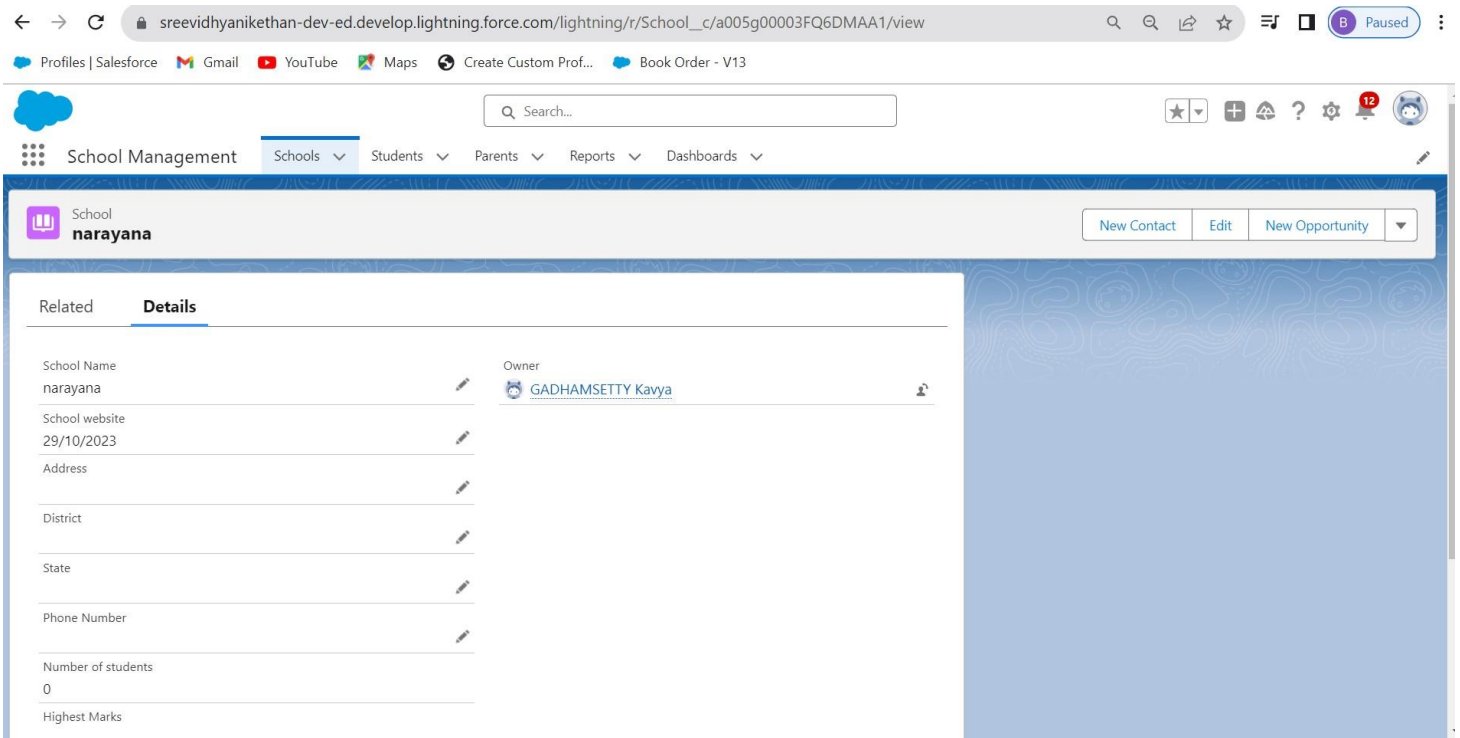 sreevidhyanikethan-dev-ed.develop.lightning.force.com/lightning/r/School__c/a005g00003FQ6DMAA1/view
B Paused
Profiles | Salesforce Gmail YouTube Maps Create Custom Prof... Book Order - V13
Search...
12
School Management Schools Students Parents Reports Dashboards
School
narayana
New Contact Edit New Opportunity
Related Details
School Name
narayana
Owner
GADHAMSETTY Kavya
School website
29/10/2023
Address
District
State
Phone Number
Number of students
0
Highest Marks